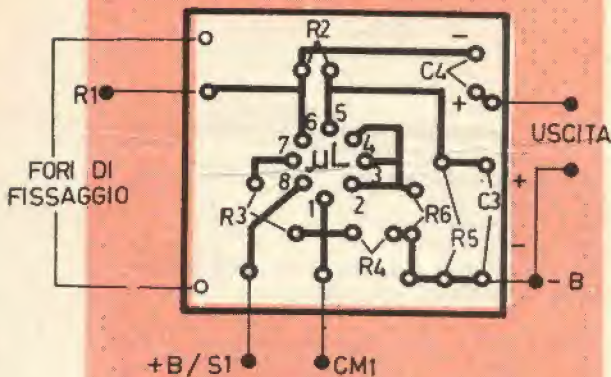 R2
-
C4
R1
+
6
5
7
4
USCITA
µL
3
FORI DI
FISSAGGIO
8
+
1
2
R3
R6
C3
R5
R4
-
- B
+B/S1
CM1